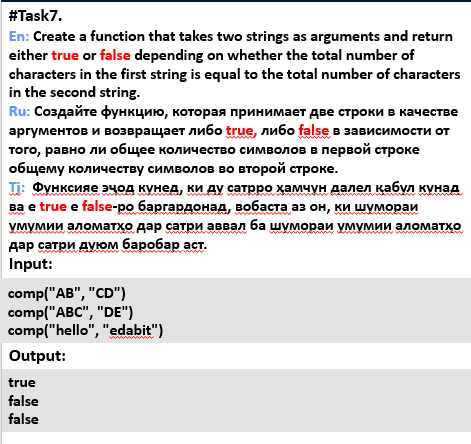 #Task7.
En: Create a function that takes two strings as arguments and return
either true or false depending on whether the total number of
characters in the first string is equal to the total number of characters
in the second string.
Ru: Создайте функцию, которая принимает две строки в качестве
аргументов и возвращает либо true, либо false в зависимости от
того, равно ли общее количество символов в первой строке
общему количеству символов во второй строке.
Tj: Функсияе эҷод кунед, ки ду сатрро ҳамчун далел қабул кунад
ва е true е false-ро баргардонад, вобаста аз он, ки шумораи
умумии аломатҳо дар сатри аввал ба шумораи умумии аломатҳо
дар сатри дуюм баробар аст.
Input:
comp("AB", "CD")
comp("ABC", "DE")
comp("hello", "edabit")
Output:
true
false
false